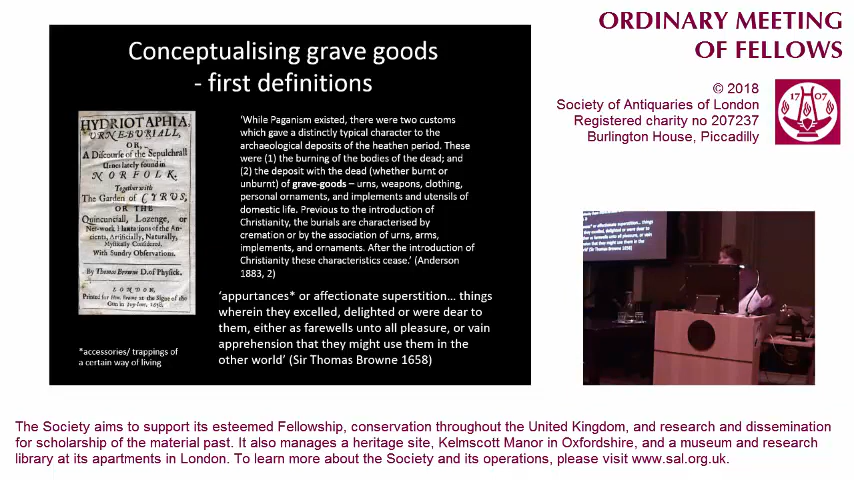 ORDINARY MEETING
OF FELLOWS
© 2018
Society of Antiquaries of London
Registered charity no 207237
Burlington House, Piccadilly
1707
Conceptualising grave goods
- first definitions
HYDRIOTAPHIA,
URNE-BURIALL,
OR,
A Discourse of the Sepulchrall
Urnes lately found in
NORFOLK.
Together with
The Garden of CYRUS,
OR THE
Quincunciall, Lozenge, or
Net-work Plantations of the An-
cients, Artificially, Naturally,
Mystically Considered.
With Sundry Observations.
By Thomas Browne D. of Physick.
LONDON,
Printed for Hen. Brome at the Signe of the
Gun in Ivy-lane, 1658.
*accessories/ trappings of
a certain way of living
'While Paganism existed, there were two customs
which gave a distinctly typical character to the
archaeological deposits of the heathen period. These
were (1) the burning of the bodies of the dead; and
(2) the deposit with the dead (whether burnt or
unburnt) of grave-goods – urns, weapons, clothing,
personal ornaments, and implements and utensils of
domestic life. Previous to the introduction of
Christianity, the burials are characterised by
cremation or by the association of urns, arms,
implements, and ornaments. After the introduction of
Christianity these characteristics cease.' (Anderson
1883, 2)
'appurtances* or affectionate superstition... things
wherein they excelled, delighted or were dear to
them, either as farewells unto all pleasure, or vain
apprehension that they might use them in the
other world' (Sir Thomas Browne 1658)
The Society aims to support its esteemed Fellowship, conservation throughout the United Kingdom, and research and dissemination
for scholarship of the material past. It also manages a heritage site, Kelmscott Manor in Oxfordshire, and a museum and research
library at its apartments in London. To learn more about the Society and its operations, please visit www.sal.org.uk.